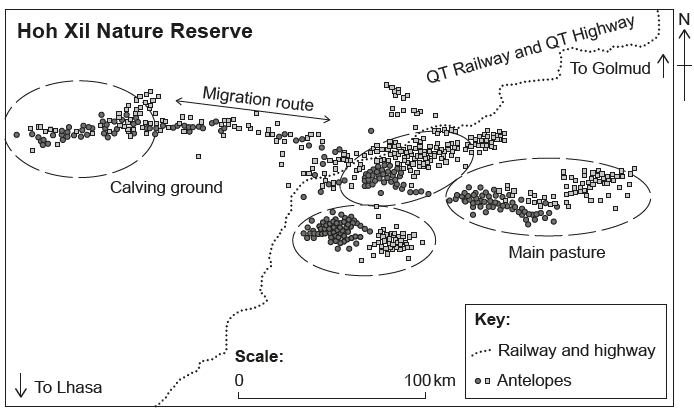 Hoh Xil Nature Reserve
QT Railway and QT Highway
N
To Golmud
Migration route
Calving ground
Main pasture
Key:
Railway and highway
Antelopes
Scale:
0
100 km
To Lhasa